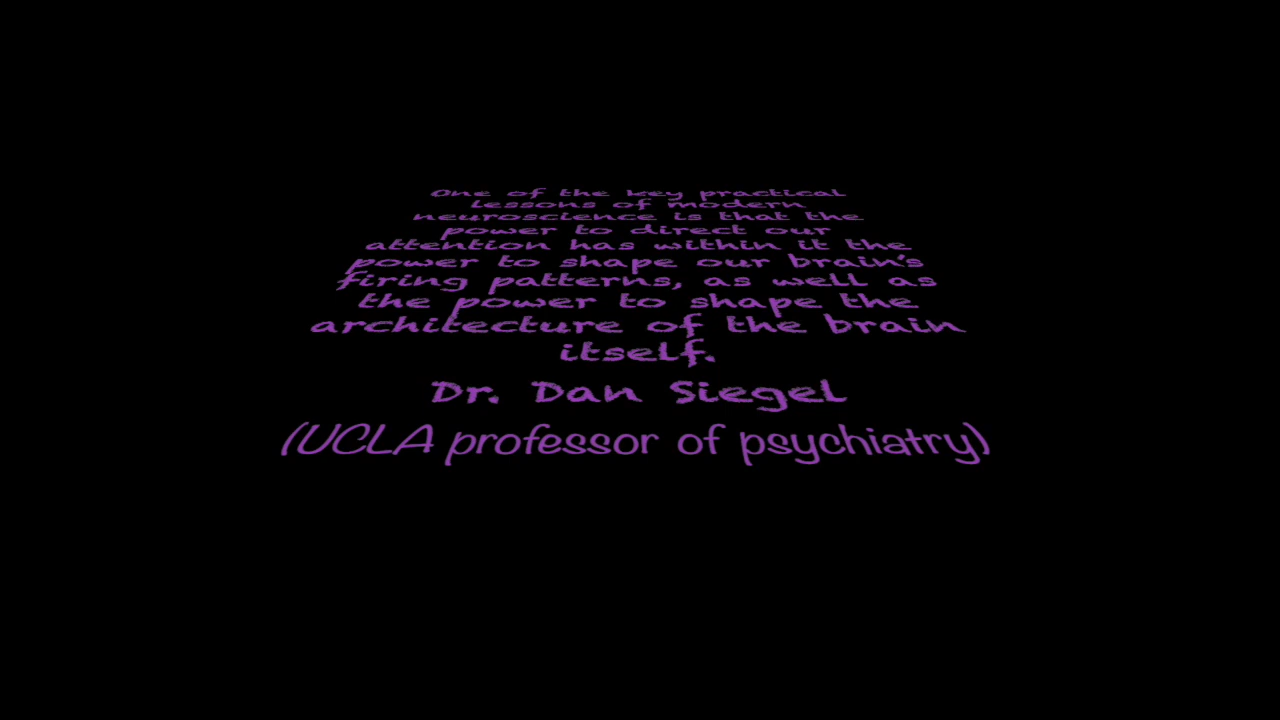 One of the key practical
lessons of modern
neuroscience is that the
power to direct our
attention has within it the
power to shape our brain's
firing patterns, as well as
the power to shape the
architecture of the brain
itself.
Dr. Dan Siegel
(UCLA professor of psychiatry)